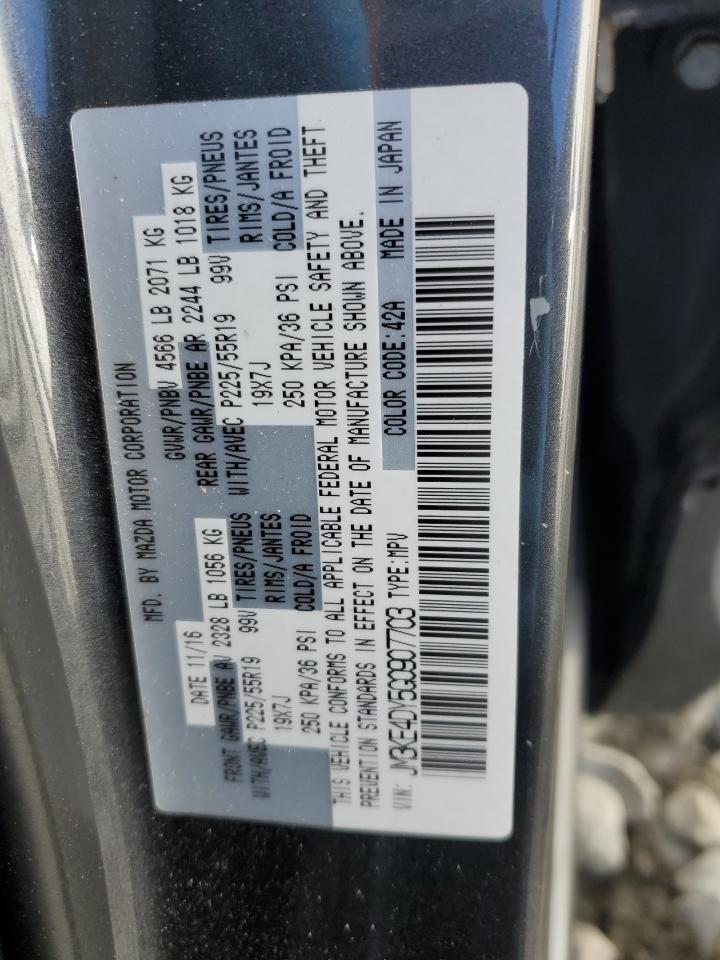 MFD. BY MAZDA MOTOR CORPORATION
DATE 11/16 GVWR/PNBV 4566 LB 2071 KG
FRONT GAWR/PNBE AV 2328 LB 1056 KG REAR GAWR/PNBE AR 2244 LB 1018 KG
WITH/AVEC P225/55R19 99V TIRES/PNEUS WITH/AVEC P225/55R19 99V TIRES/PNEUS
19X7J RIMS/JANTES. 19X7J RIMS/JANTES
250 KPA/36 PSI COLD/A FROID 250 KPA/36 PSI COLD/A FROID
THIS VEHICLE CONFORMS TO ALL APPLICABLE FEDERAL MOTOR VEHICLE SAFETY AND THEFT
PREVENTION STANDARDS IN EFFECT ON THE DATE OF MANUFACTURE SHOWN ABOVE.
VIN: JM3KE4DY5G0907703 TYPE:MPV COLOR CODE:42A MADE IN JAPAN